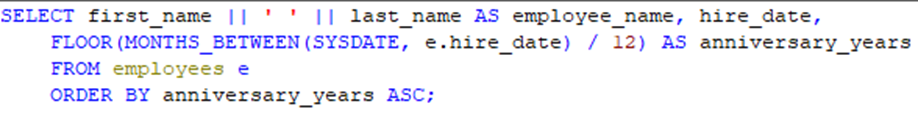 SELECT first_name || ' ' || last_name AS employee_name, hire_date,
FLOOR(MONTHS_BETWEEN(SYSDATE, e.hire_date) / 12) AS anniversary_years
FROM employees e
ORDER BY anniversary_years ASC;